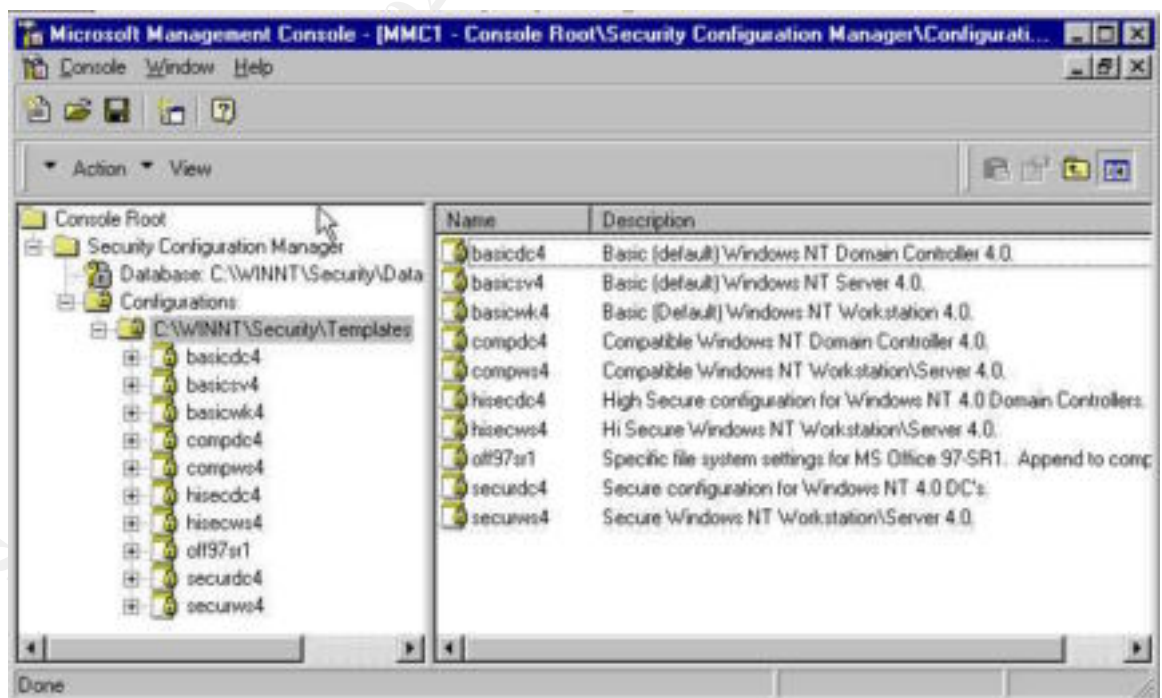 Microsoft Management Console - [MMC1 - Console Root\Security Configuration Manager\Configurati...
Console Window Help
Action View
Console Root
Security Configuration Manager
Database: C:\WINNT\Security\Data
Configurations
C:\WINNT\Security\Templates
basicdc4
basicsv4
basicwk4
compdc4
compws4
hisecdc4
hisecws4
off97sr1
securdc4
securws4
Name Description
basicdc4 Basic (default) Windows NT Domain Controller 4.0.
basicsv4 Basic (default) Windows NT Server 4.0.
basicwk4 Basic (Default) Windows NT Workstation 4.0.
compdc4 Compatible Windows NT Domain Controller 4.0.
compws4 Compatible Windows NT Workstation\Server 4.0.
hisecdc4 High Secure configuration for Windows NT 4.0 Domain Controllers.
hisecws4 Hi Secure Windows NT Workstation\Server 4.0.
off97sr1 Specific file system settings for MS Office 97-SR1. Append to comp
securdc4 Secure configuration for Windows NT 4.0 DC's.
securws4 Secure Windows NT Workstation\Server 4.0.
Done